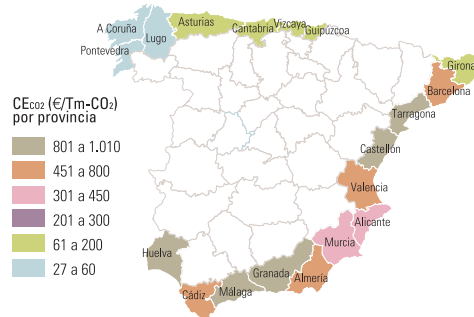 A Coruña
Lugo
Pontevedra
Asturias
Cantabria
Vizcaya
Guipúzcoa
Girona
Barcelona
Tarragona
Castellón
Valencia
Alicante
Murcia
Almería
Granada
Málaga
Cádiz
Huelva
CECO2 (€/Tm-CO2)
por provincia
801 a 1.010
451 a 800
301 a 450
201 a 300
61 a 200
27 a 60